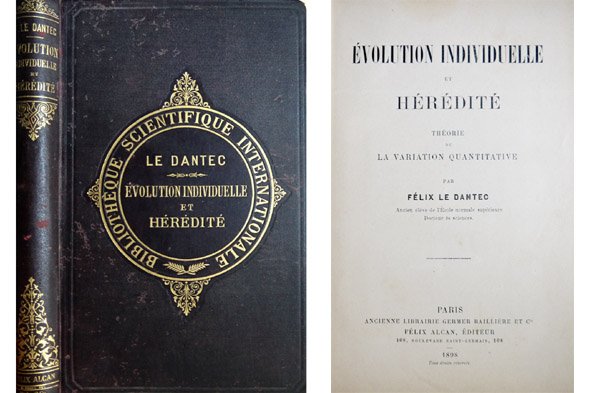 LE DANTEC
ÉVOLUTION
INDIVIDUELLE
ET
HÉRÉDITÉ
FÉLIX ALCAN
BIBLIOTHÈQUE SCIENTIFIQUE INTERNATIONALE
LE DANTEC
ÉVOLUTION INDIVIDUELLE
ET
HÉRÉDITÉ
ÉVOLUTION INDIVIDUELLE
ET
HÉRÉDITÉ
THÉORIE
DE
LA VARIATION QUANTITATIVE
PAR
FÉLIX LE DANTEC
Ancien élève de l'École normale supérieure
Docteur ès sciences.
PARIS
ANCIENNE LIBRAIRIE GERMER BAILLIÈRE ET Cie
FÉLIX ALCAN, ÉDITEUR
108, BOULEVARD SAINT-GERMAIN, 108
1898
Tous droits réservés